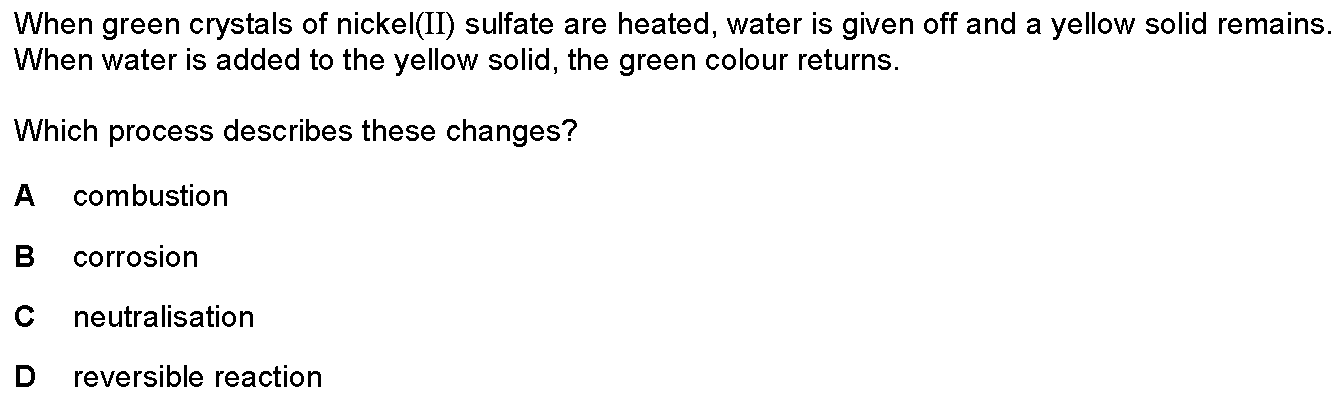 When green crystals of nickel(II) sulfate are heated, water is given off and a yellow solid remains.
When water is added to the yellow solid, the green colour returns.
Which process describes these changes?
A combustion
B corrosion
C neutralisation
D reversible reaction